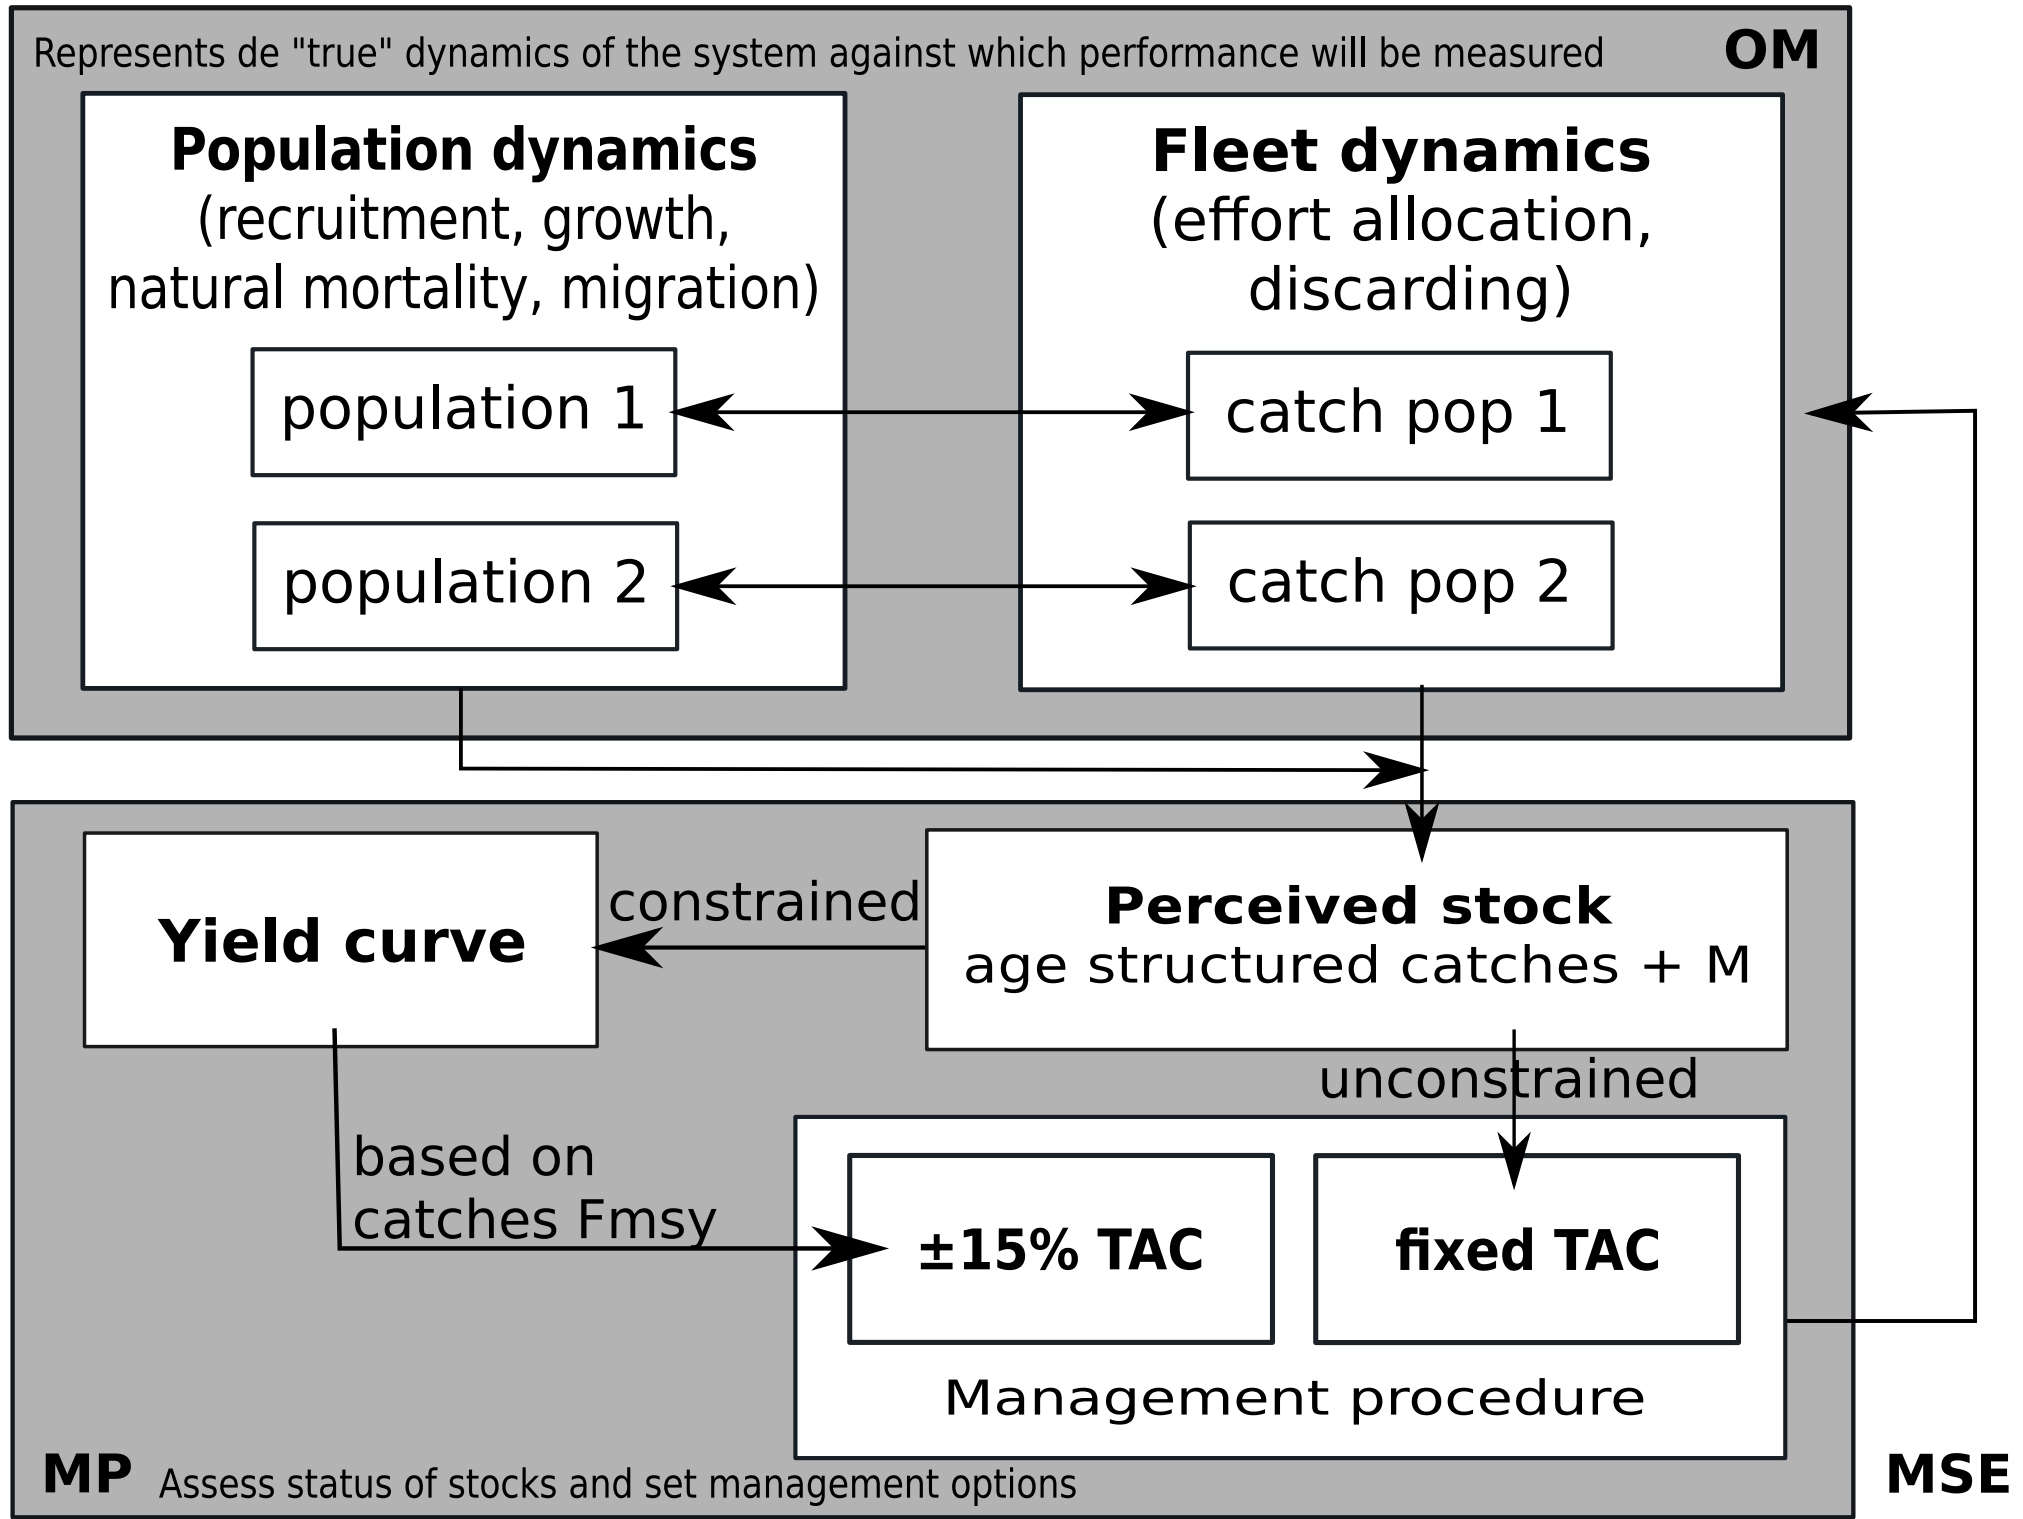 Represents de "true" dynamics of the system against which performance will be measured
OM
Population dynamics
(recruitment, growth,
natural mortality, migration)
population 1
population 2
Fleet dynamics
(effort allocation,
discarding)
catch pop 1
catch pop 2
Yield curve
constrained
Perceived stock
age structured catches + M
unconstrained
based on
catches Fmsy
±15% TAC
fixed TAC
Management procedure
MP
Assess status of stocks and set management options
MSE